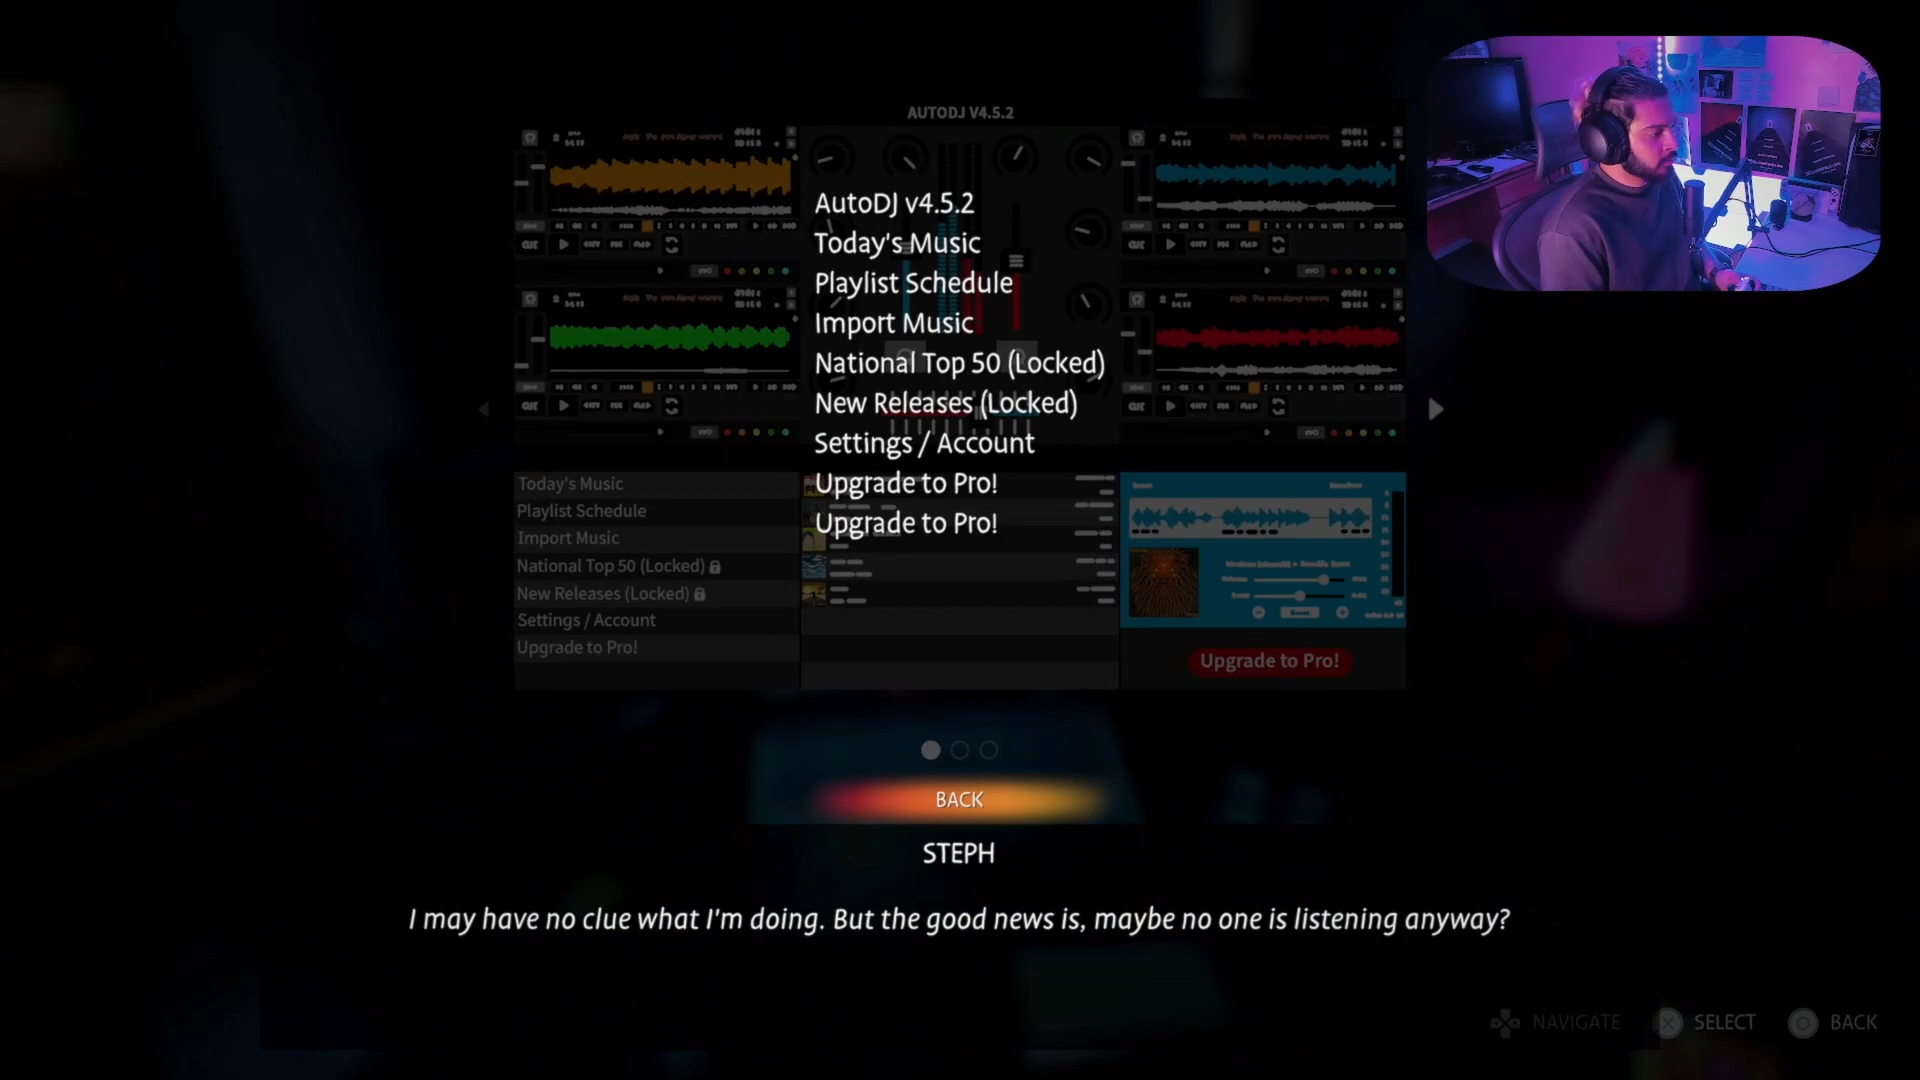 AUTODJ V4.5.2
AutoDJ v4.5.2
Today's Music
Playlist Schedule
Import Music
National Top 50 (Locked)
New Releases (Locked)
Settings / Account
Upgrade to Pro!
Upgrade to Pro!
Today's Music
Playlist Schedule
Import Music
National Top 50 (Locked)
New Releases (Locked)
Settings / Account
Upgrade to Pro!
Upgrade to Pro!
BACK
STEPH
I may have no clue what I'm doing. But the good news is, maybe no one is listening anyway?
NAVIGATE
SELECT
BACK